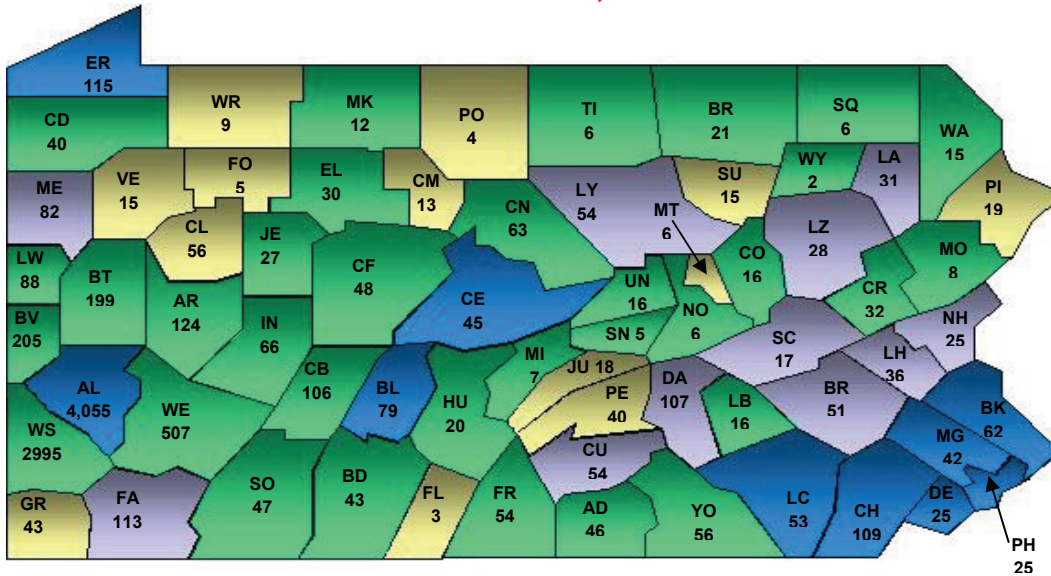 ER
115
WR
9
MK
12
PO
4
TI
6
BR
21
SQ
6
WA
15
CD
40
ME
82
VE
15
FO
5
EL
30
CM
13
CN
63
LY
54
SU
15
WY
2
LA
31
PI
19
MT
6
CL
56
JE
27
CF
48
CE
45
UN
16
CO
16
LZ
28
MO
8
CR
32
LW
88
BT
199
AR
124
IN
66
SN 5
NO
6
SC
17
NH
25
BV
205
AL
4,055
WE
507
CB
106
BL
79
HU
20
MI
7
JU 18
PE
40
DA
107
LB
16
BR
51
LH
36
BK
62
MG
42
WS
2995
GR
43
FA
113
SO
47
BD
43
FL
3
FR
54
CU
54
AD
46
YO
56
LC
53
CH
109
DE
25
PH
25